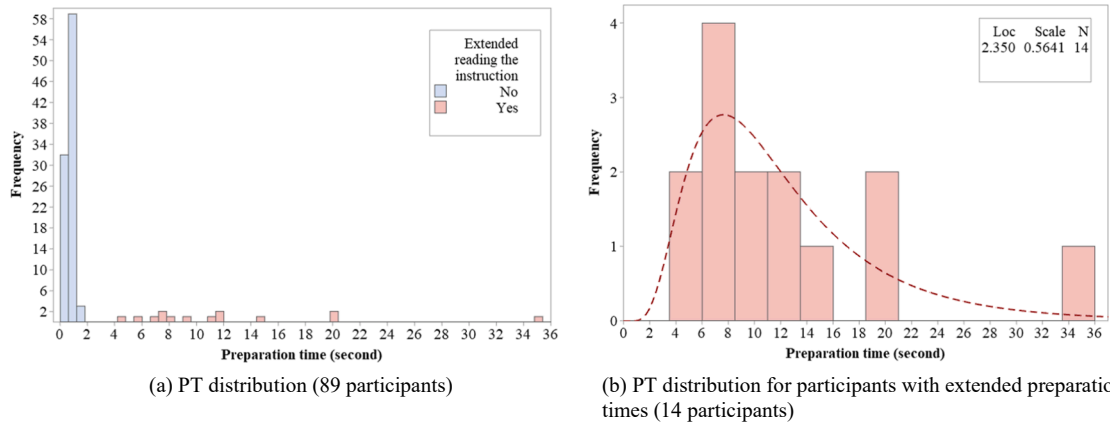 58
54
50
46
42
38
34
30
26
22
18
14
10
6
2
Frequency
Extended
reading the
instruction
No
Yes
0 2 4 6 8 10 12 14 16 18 20 22 24 26 28 30 32 34 36
Preparation time (second)
(a) PT distribution (89 participants)
4
3
2
1
0
Frequency
Loc Scale N
2.350 0.5641 14
0 2 4 6 8 10 12 14 16 18 20 22 24 26 28 30 32 34 36
Preparation time (second)
(b) PT distribution for participants with extended preparatio
times (14 participants)